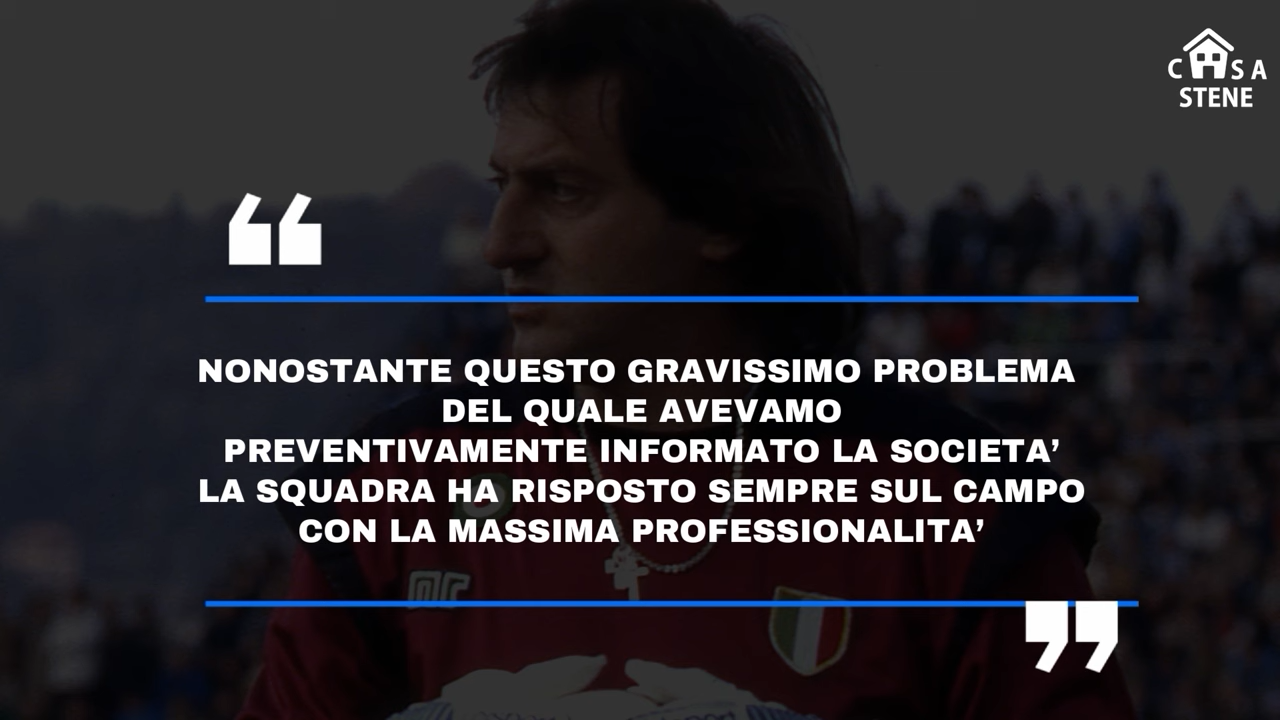 CASA
STENE
“
NONOSTANTE QUESTO GRAVISSIMO PROBLEMA
DEL QUALE AVEVAMO
PREVENTIVAMENTE INFORMATO LA SOCIETA’
LA SQUADRA HA RISPOSTO SEMPRE SUL CAMPO
CON LA MASSIMA PROFESSIONALITA’
”